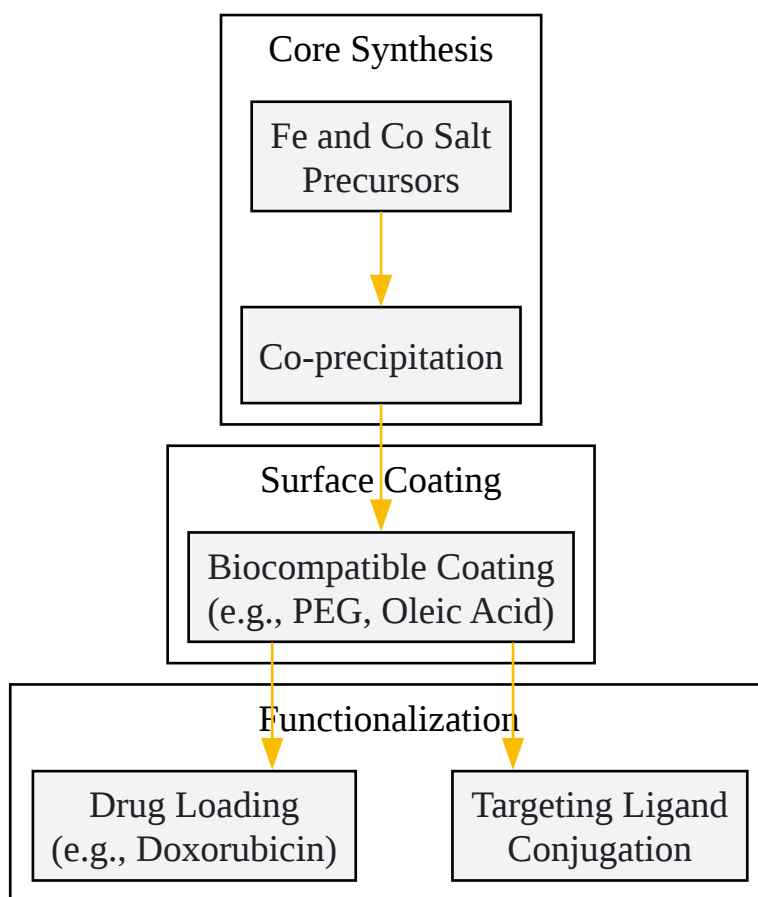 Core Synthesis
Fe and Co Salt
Precursors
Co-precipitation
Surface Coating
Biocompatible Coating
(e.g., PEG, Oleic Acid)
Functionalization
Drug Loading
(e.g., Doxorubicin)
Targeting Ligand
Conjugation